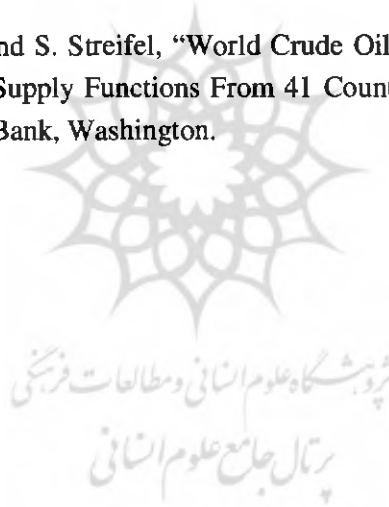 nd S. Streifel, “World Crude Oil
Supply Functions From 41 Count
Bank, Washington.
پژوهشگاه علوم انسانی و مطالعات فرهنگی
پرتال جامع علوم انسانی